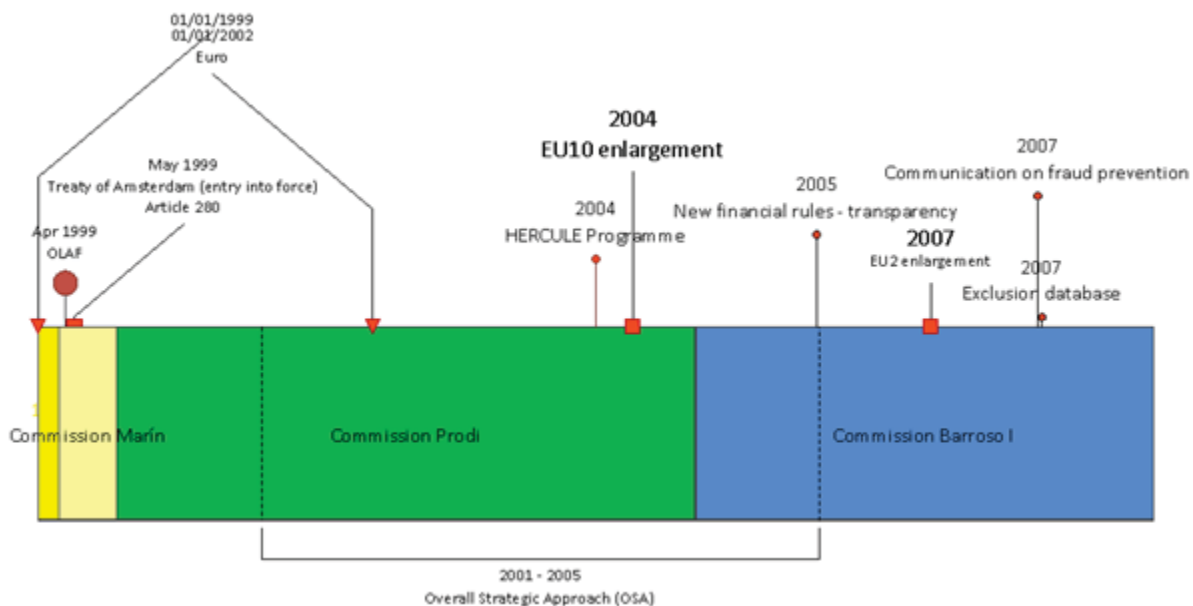 01/01/1999
01/01/2002
Euro
2004
EU10 enlargement
May 1999
Treaty of Amsterdam (entry into force)
Article 280
2007
Communication on fraud prevention
2005
New financial rules - transparency
2004
HERCULE Programme
Apr 1999
OLAF
2007
EU2 enlargement
2007
Exclusion database
1
Commission Marín
Commission Prodi
Commission Barroso I
2001 - 2005
Overall Strategic Approach (OSA)